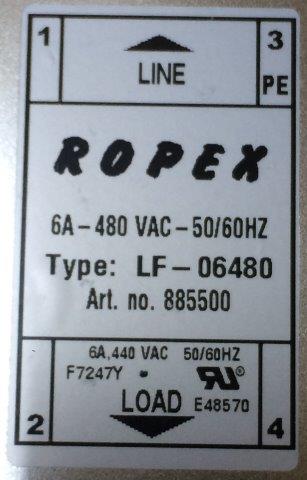 1 3
LINE PE
ROPEX
6A-480 VAC-50/60HZ
Type: LF-06480
Art. no. 885500
6A,440 VAC 50/60HZ
F7247Y
LOAD E48570
2 4